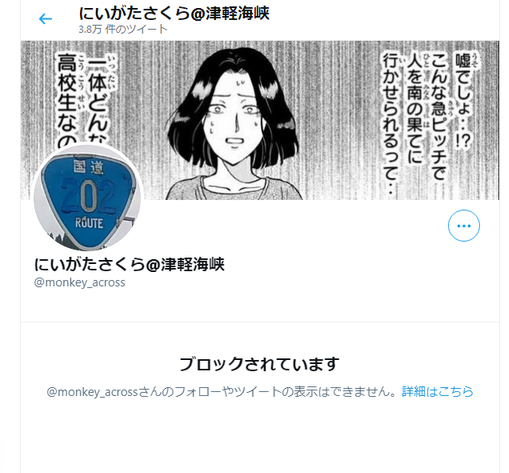 にいがたさくら@津軽海峡
3.8万 件のツイート
嘘でしょ‥!?
こんな急ピッチで
人を南の果てに
行かせられるって‥
一体どんな
高校生なの
国道
202
ROUTE
にいがたさくら@津軽海峡
@monkey_across
ブロックされています
@monkey_acrossさんのフォローやツイートの表示はできません。詳細はこちら